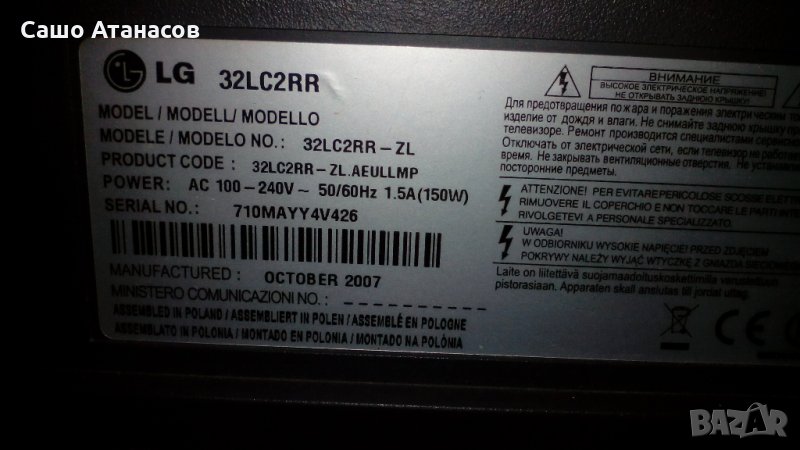 Сашо Атанасов
LG 32LC2RR
MODEL / MODELL/ MODELLO
MODELE / MODELO NO.: 32LC2RR-ZL
PRODUCT CODE : 32LC2RR-ZL.AEULLMP
POWER: AC 100-240V~ 50/60Hz 1.5A(150W)
SERIAL NO.: 710MAYY4V426
MANUFACTURED : OCTOBER 2007
MINISTERO COMUNICAZIONI NO. :
ASSEMBLED IN POLAND / ASSEMBLIERT IN POLEN / ASSEMBLÉ EN POLOGNE
ASSEMBLATO IN POLONIA / MONTADO EN POLONIA / MONTADO NA POLÓNIA
ВНИМАНИЕ
ВЫСОКОЕ ЭЛЕКТРИЧЕСКОЕ НАПРЯЖЕНИЕ!
НЕ ОТКРЫВАТЬ ЗАДНЮЮ КРЫШКУ!
Для предотвращения пожара и поражения электрическим
изделие от дождя и влаги. Не снимайте заднюю крышку
телевизоре. Ремонт производится специалистами
Отключать от электрической сети, если телевизор не
время. Не закрывать вентиляционные отверстия. Не
посторонние предметы.
ATTENZIONE! PER EVITARE PERICOLOSE SCOSSE
RIMUOVERE IL COPERCHIO E NON TOCCARE LE PARTI
RIVOLGETEVI A PERSONALE SPECIALIZZATO.
UWAGA!
W ODBIORNIKU WYSOKIE NAPIĘCIE! PRZED ZDJĘCIEM
POKRYWY NALEŻY WYJĄĆ WTYCZKĘ Z GNIAZDA
Laite on liitettävä suojamaadoituskoskettimilla varustettuun
pistorasiaan. Apparaten skall anslutas till jordat uttag.
CE
BAZAR